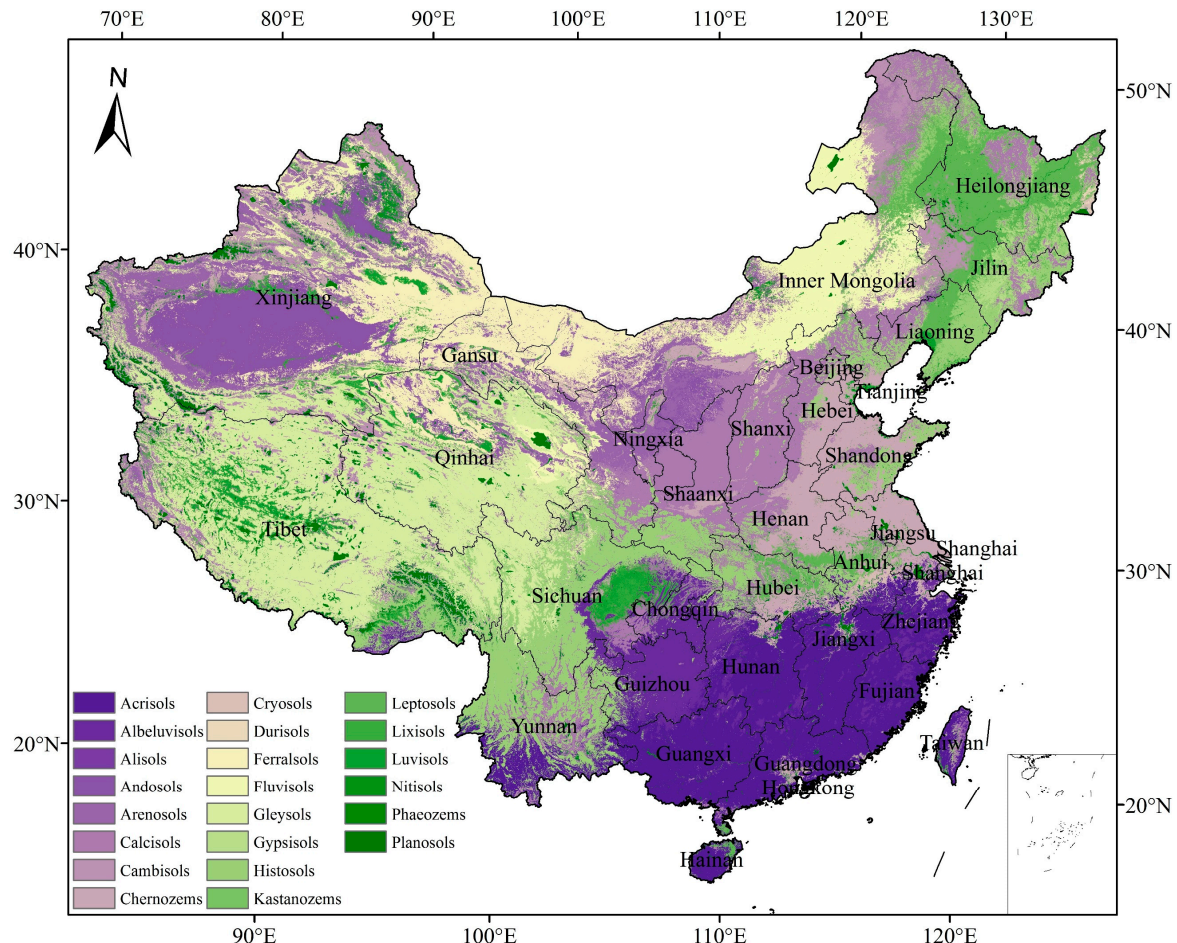 70°E 80°E 90°E 100°E 110°E 120°E 130°E
N
50°N
Heilongjiang
40°N
Jilin
Inner Mongolia
Xinjiang
Liaoning
40°N
Gansu
Beijing
Tianjing
Hebei
Shanxi
Ningxia
Qinhai
Shandong
Shaanxi
30°N
Henan
Tibet
Jiangsu
Shanghai
Anhui
Shanghai
30°N
Hubei
Sichuan
Chongqin
Zhejiang
Jiangxi
Hunan
Guizhou
Fujian
Yunnan
Taiwan
20°N
Guangxi
Guangdong
Hongkong
20°N
Hainan
Acrisols
Albeluvisols
Alisols
Andosols
Arenosols
Calcisols
Cambisols
Chernozems
Cryosols
Durisols
Ferralsols
Fluvisols
Gleysols
Gypsisols
Histosols
Kastanozems
Leptosols
Lixisols
Luvisols
Nitisols
Phaeozems
Planosols
90°E 100°E 110°E 120°E